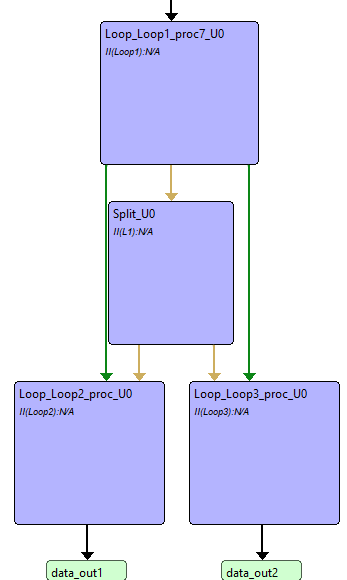 Loop_Loop1_proc7_U0
II(Loop1):N/A
Split_U0
II(L1):N/A
Loop_Loop2_proc_U0
II(Loop2):N/A
Loop_Loop3_proc_U0
II(Loop3):N/A
data_out1
data_out2